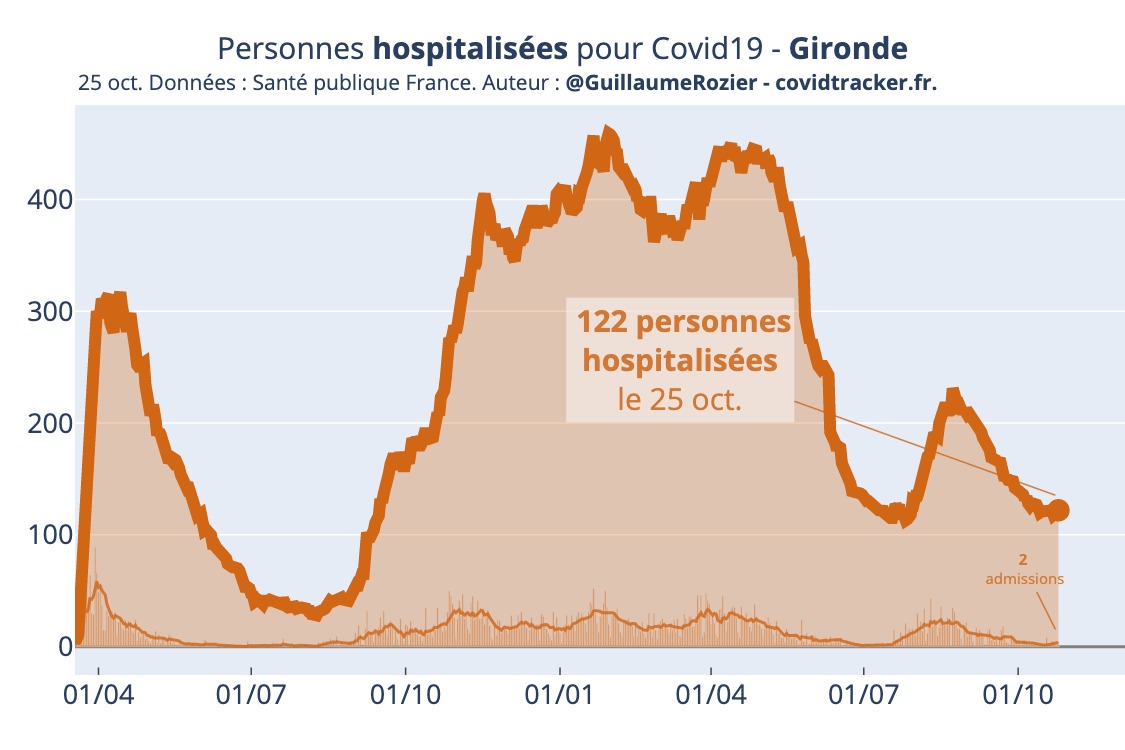 Personnes hospitalisées pour Covid19 - Gironde
25 oct. Données : Santé publique France. Auteur : @GuillaumeRozier - covidtracker.fr.
400
300
122 personnes
hospitalisées
le 25 oct.
200
100
2
admissions
0
01/04 01/07 01/10 01/01 01/04 01/07 01/10